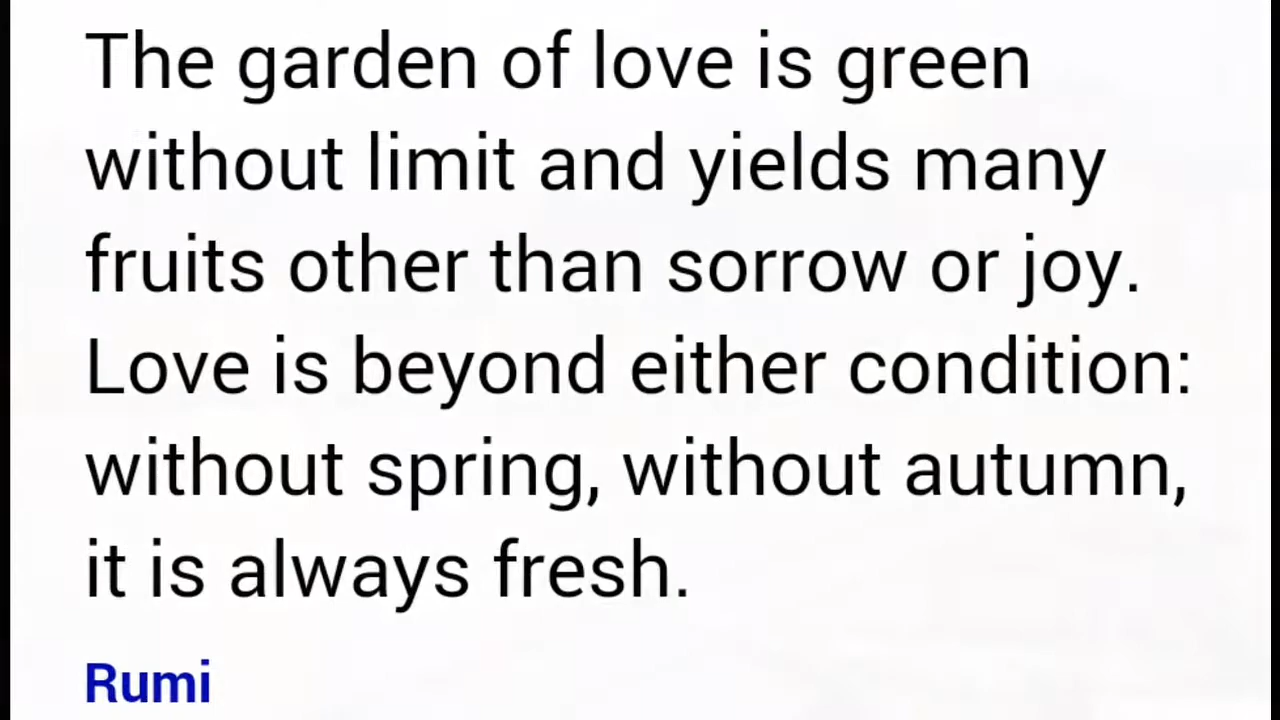 The garden of love is green
without limit and yields many
fruits other than sorrow or joy.
Love is beyond either condition:
without spring, without autumn,
it is always fresh.
Rumi